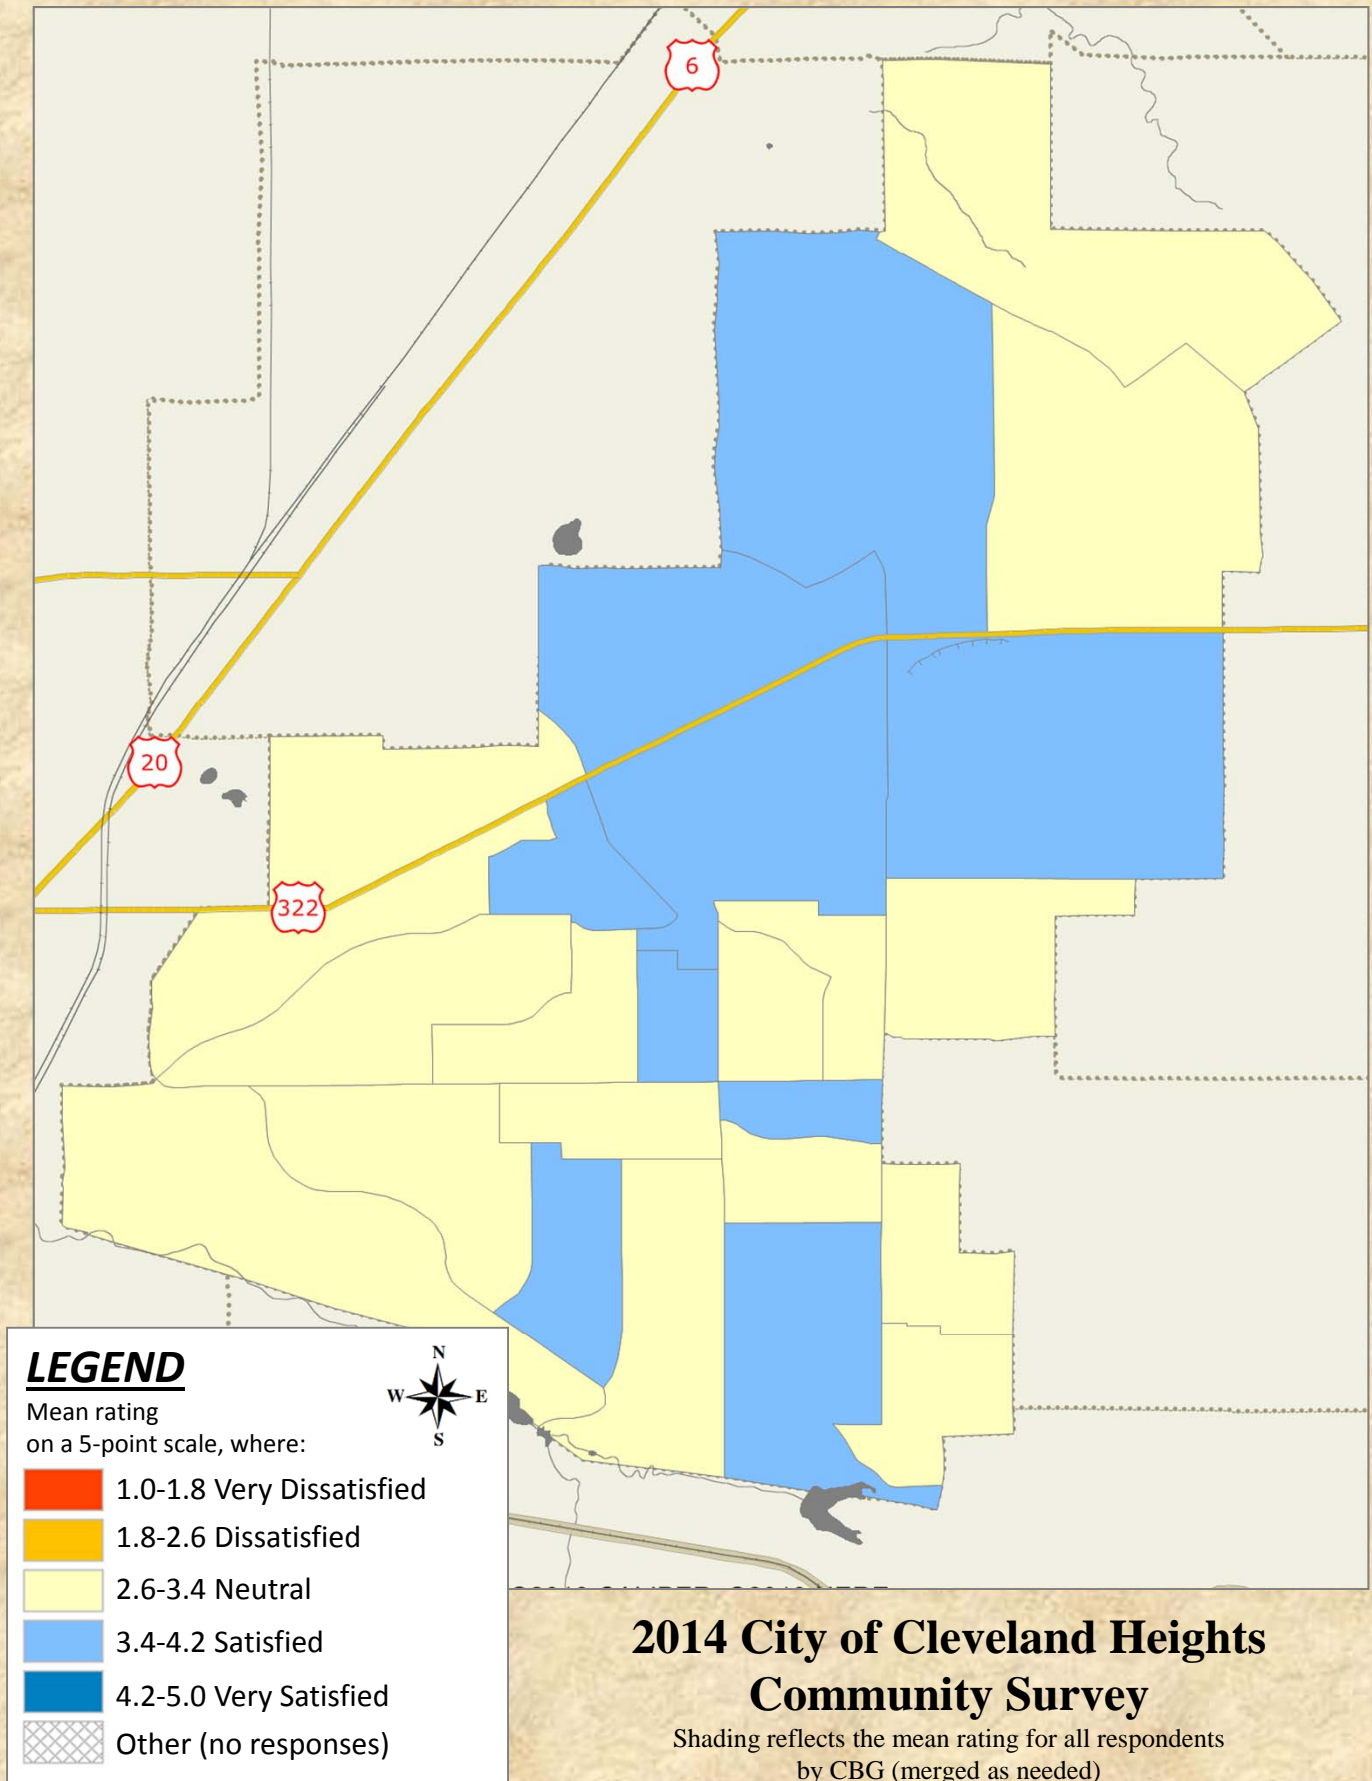 6
20
322
LEGEND
Mean rating
on a 5-point scale, where:
N
W E
S
1.0-1.8 Very Dissatisfied
1.8-2.6 Dissatisfied
2.6-3.4 Neutral
3.4-4.2 Satisfied
4.2-5.0 Very Satisfied
Other (no responses)
2014 City of Cleveland Heights
Community Survey
Shading reflects the mean rating for all respondents
by CBG (merged as needed)